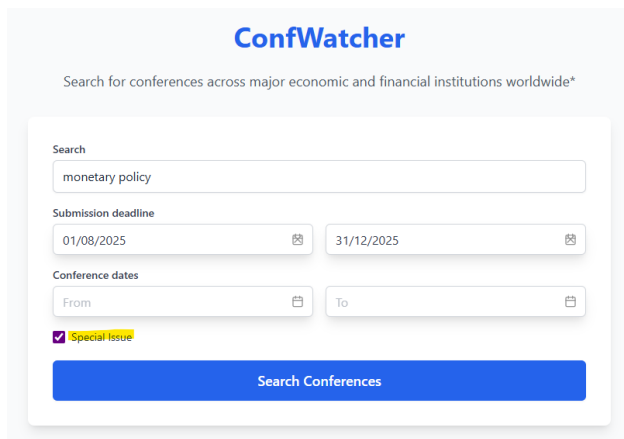 ConfWatcher
Search for conferences across major economic and financial institutions worldwide*
Search
monetary policy
Submission deadline
01/08/2025 31/12/2025
Conference dates
From To
Special Issue
Search Conferences